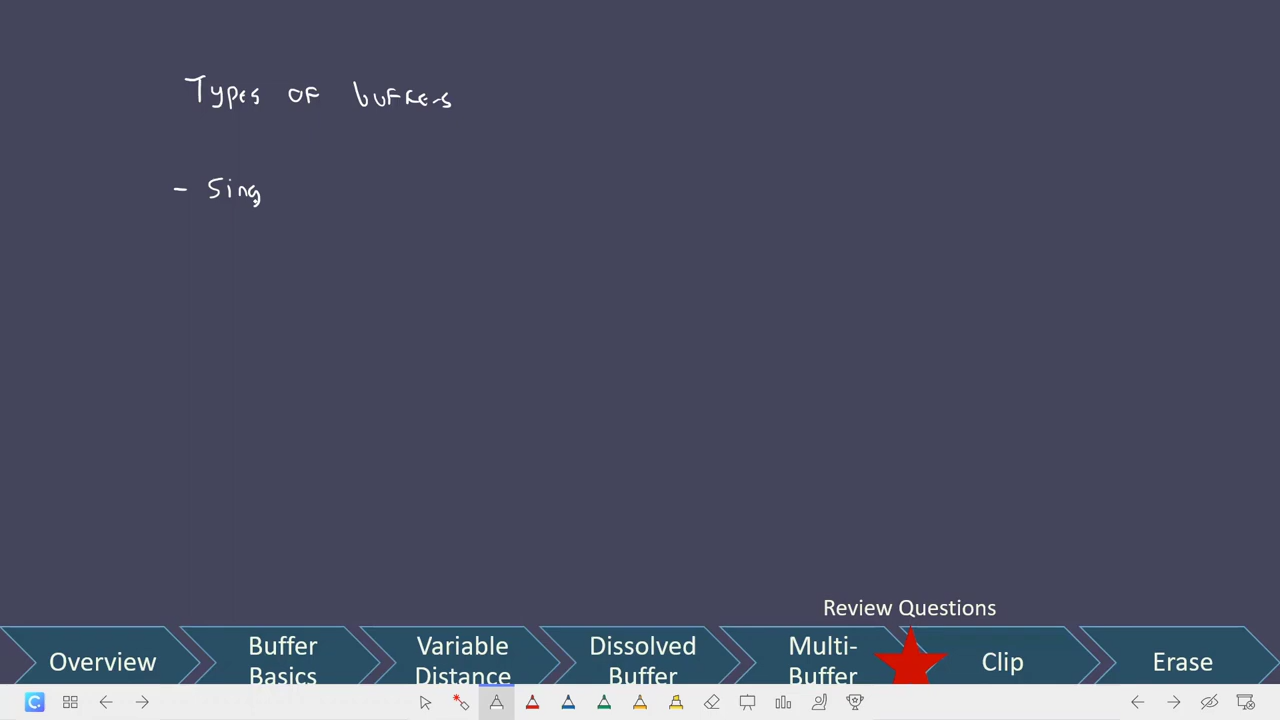 Types of buffers
- Sing
Review Questions
Overview
Buffer
Basics
Variable
Distance
Dissolved
Buffer
Multi-
Buffer
Clip
Erase